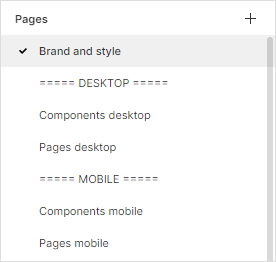 Pages
Brand and style
===== DESKTOP =====
Components desktop
Pages desktop
===== MOBILE =====
Components mobile
Pages mobile